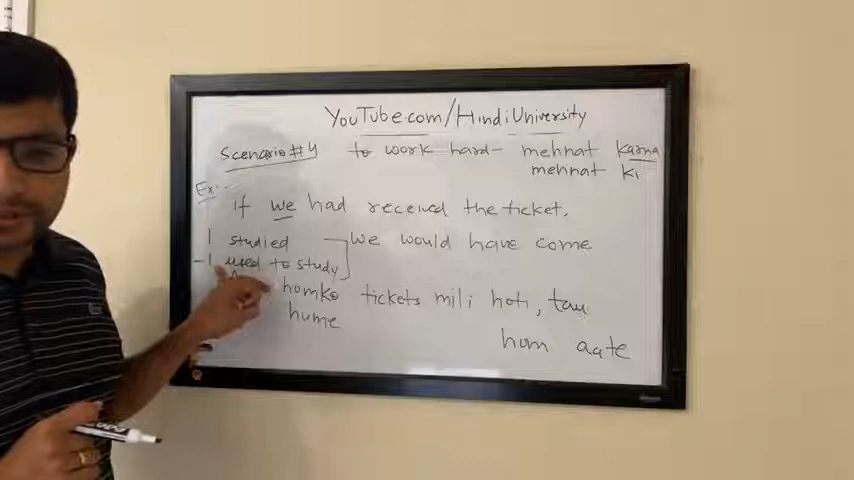 YouTube.com/HindiUniversity
Scenario#4 to work hard - mehnat karna
mehnat ki
Ex:-
if we had received the ticket.
I studied we would have come
- I used to study
homko tickets mili hoti, tau
hume
hum aate